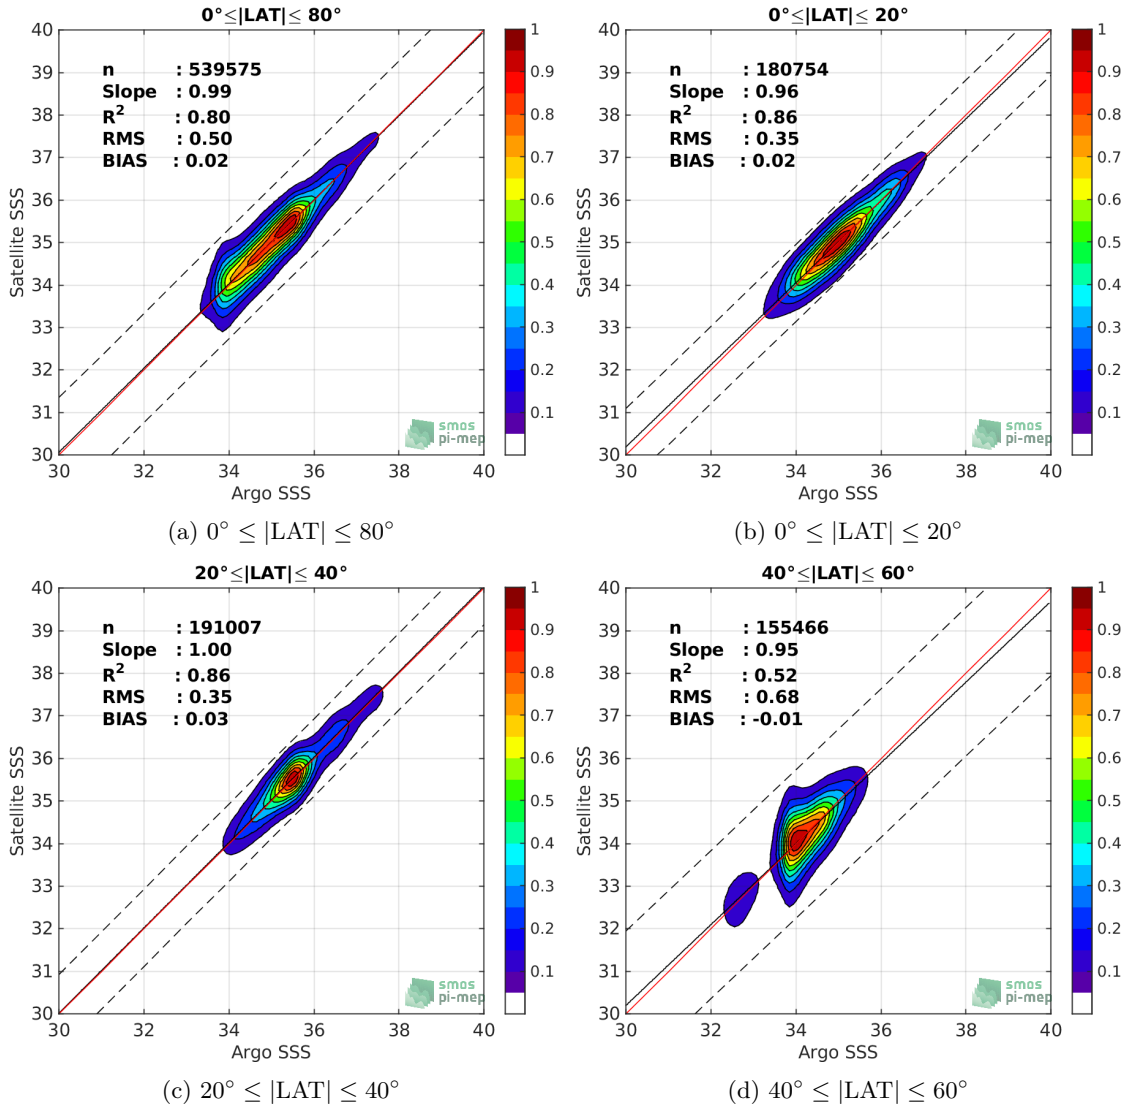 0°≤|LAT|≤ 80°
n : 539575
Slope : 0.99
R2 : 0.80
RMS : 0.50
BIAS : 0.02
40
39
38
37
36
35
34
33
32
31
30
Satellite SSS
30 32 34 36 38 40
Argo SSS
1
0.9
0.8
0.7
0.6
0.5
0.4
0.3
0.2
0.1
smos
pi-mep
(a) 0° ≤ |LAT| ≤ 80°
0°≤|LAT|≤ 20°
n : 180754
Slope : 0.96
R2 : 0.86
RMS : 0.35
BIAS : 0.02
40
39
38
37
36
35
34
33
32
31
30
Satellite SSS
30 32 34 36 38 40
Argo SSS
1
0.9
0.8
0.7
0.6
0.5
0.4
0.3
0.2
0.1
smos
pi-mep
(b) 0° ≤ |LAT| ≤ 20°
20°≤|LAT|≤ 40°
n : 191007
Slope : 1.00
R2 : 0.86
RMS : 0.35
BIAS : 0.03
40
39
38
37
36
35
34
33
32
31
30
Satellite SSS
30 32 34 36 38 40
Argo SSS
1
0.9
0.8
0.7
0.6
0.5
0.4
0.3
0.2
0.1
smos
pi-mep
(c) 20° ≤ |LAT| ≤ 40°
40°≤|LAT|≤ 60°
n : 155466
Slope : 0.95
R2 : 0.52
RMS : 0.68
BIAS : -0.01
40
39
38
37
36
35
34
33
32
31
30
Satellite SSS
30 32 34 36 38 40
Argo SSS
1
0.9
0.8
0.7
0.6
0.5
0.4
0.3
0.2
0.1
smos
pi-mep
(d) 40° ≤ |LAT| ≤ 60°